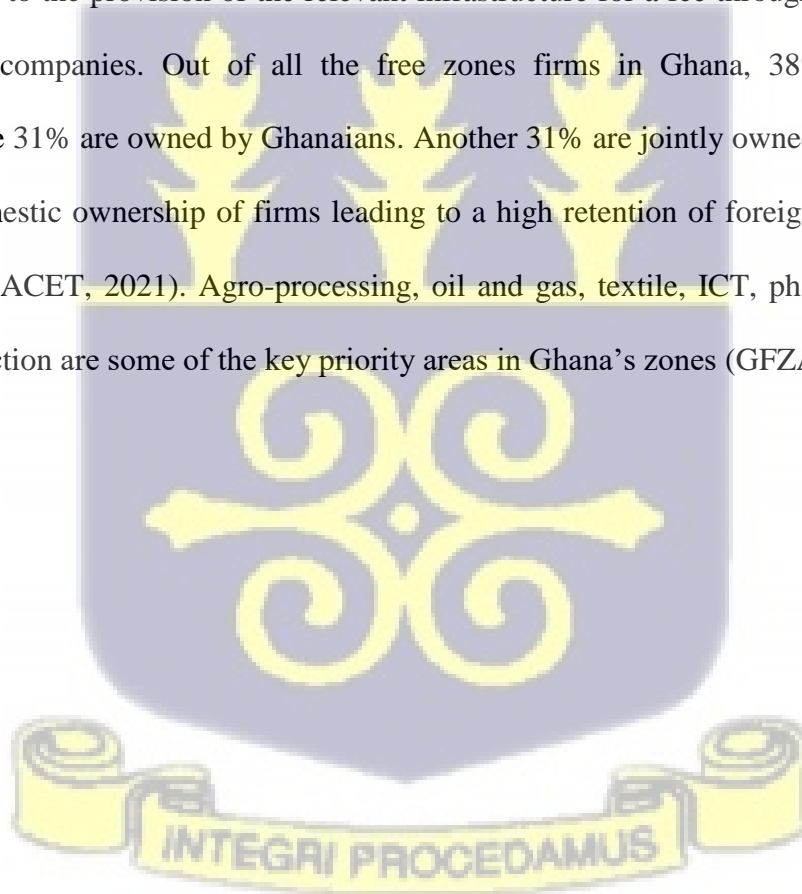 to the provision of the relevant infrastructure for a fee through
companies. Out of all the free zones firms in Ghana, 38
31% are owned by Ghanaians. Another 31% are jointly owne
nestic ownership of firms leading to a high retention of foreig
ACET, 2021). Agro-processing, oil and gas, textile, ICT, ph
ction are some of the key priority areas in Ghana’s zones (GFZA
INTEGRI PROCEDAMUS